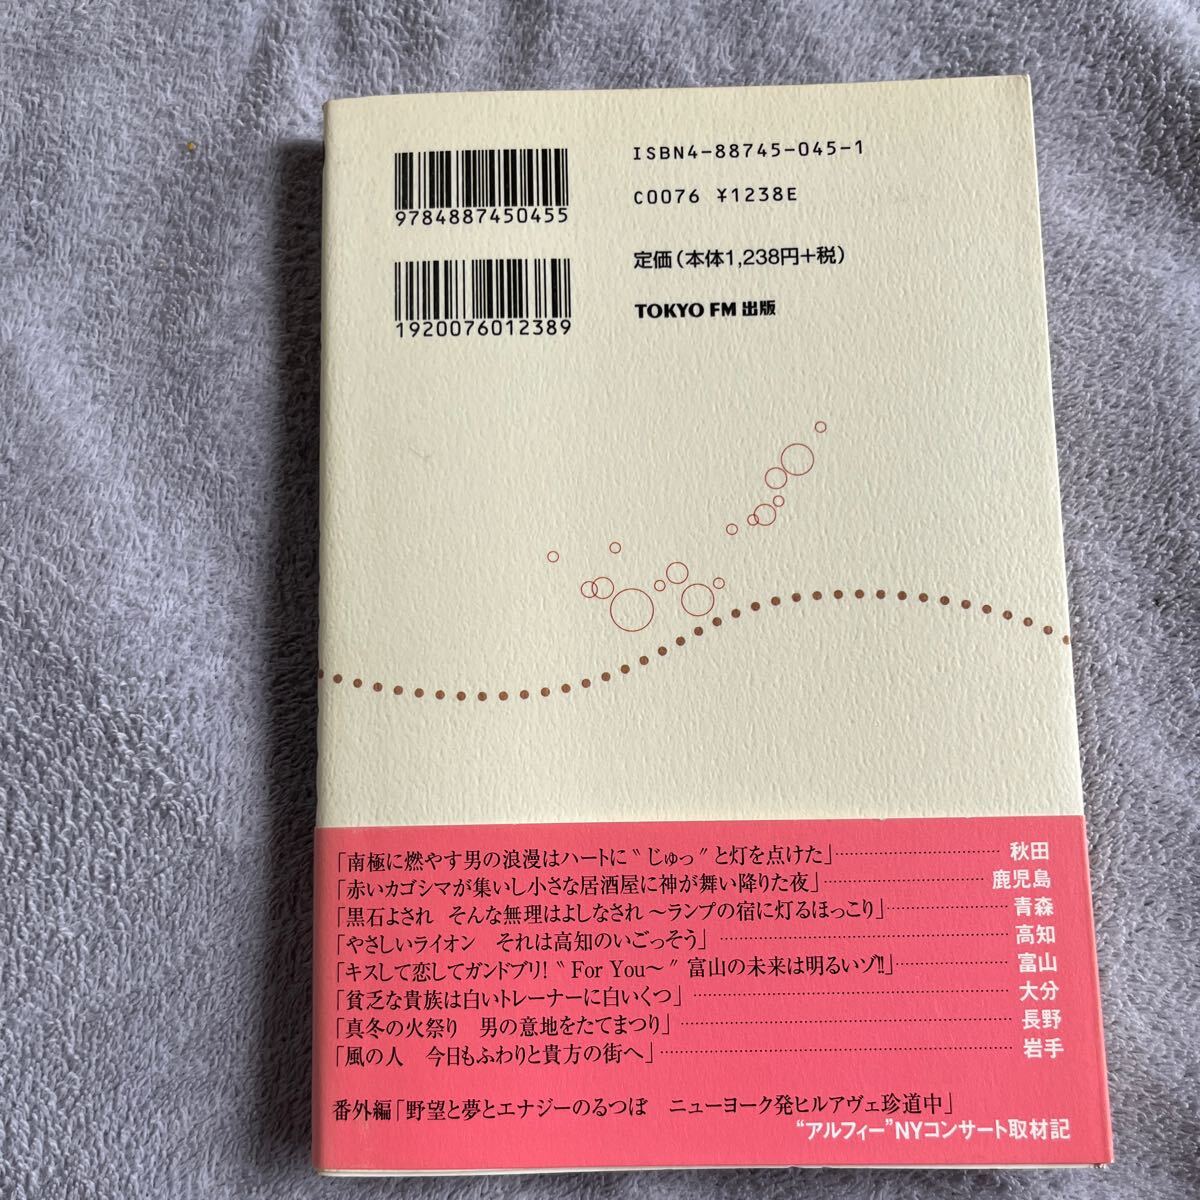 ISBN4-88745-045-1
9784887450455
C0076 ¥1238E
定価(本体1,238円+税)
1920076012389
TOKYO FM 出版
「南極に燃やす男の浪漫はハートに〝じゅっ〟と灯を点けた」 秋田
「赤いカゴシマが集いし小さな居酒屋に神が舞い降りた夜」 鹿児島
「黒石よされ そんな無理はよしなされ 〜ランプの宿に灯るほっこり」 青森
「やさしいライオン それは高知のいごっそう」 高知
「キスして恋してガンドブリ!〝For You〜〟富山の未来は明るいゾ!!」 富山
「貧乏な貴族は白いトレーナーに白いくつ」 大分
「真冬の火祭り 男の意地をたてまつり」 長野
「風の人 今日もふわりと貴方の街へ」 岩手
番外編「野望と夢とエナジーのるつぼ ニューヨーク発ヒルアヴェ珍道中」
“アルフィー”NYコンサート取材記